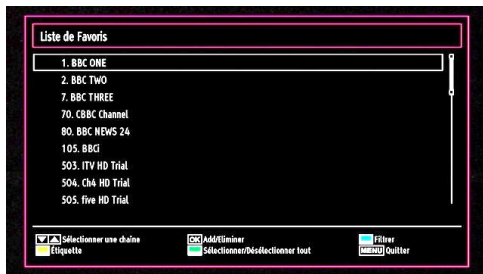 Liste de Favoris
1. BBC ONE
2. BBC TWO
7. BBC THREE
70. CBBC Channel
80. BBC NEWS 24
105. BBCi
503. ITV HD Trial
504. Ch4 HD Trial
505. five HD Trial
Sélectionner une chaîne OK Add/Eliminer Filtrer
Étiquette Sélectionner/Désélectionner tout MENU Quitter